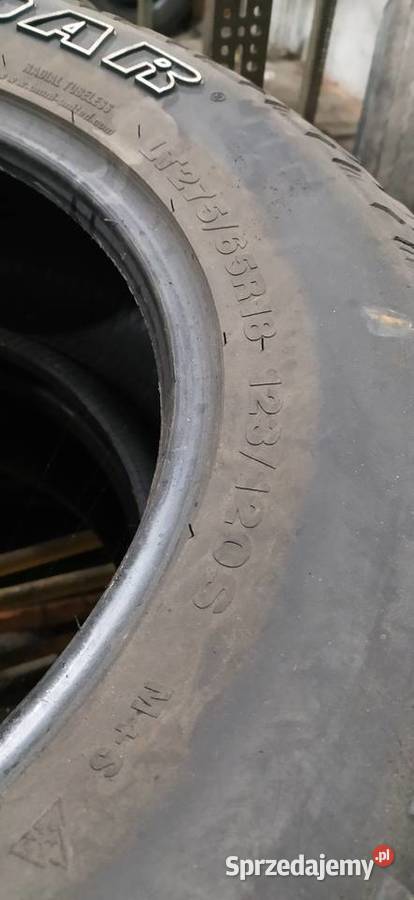 DAR®
RADIAL TUBELESS
LT275/65R18 123/120S
M+S
Sprzedajemy.pl